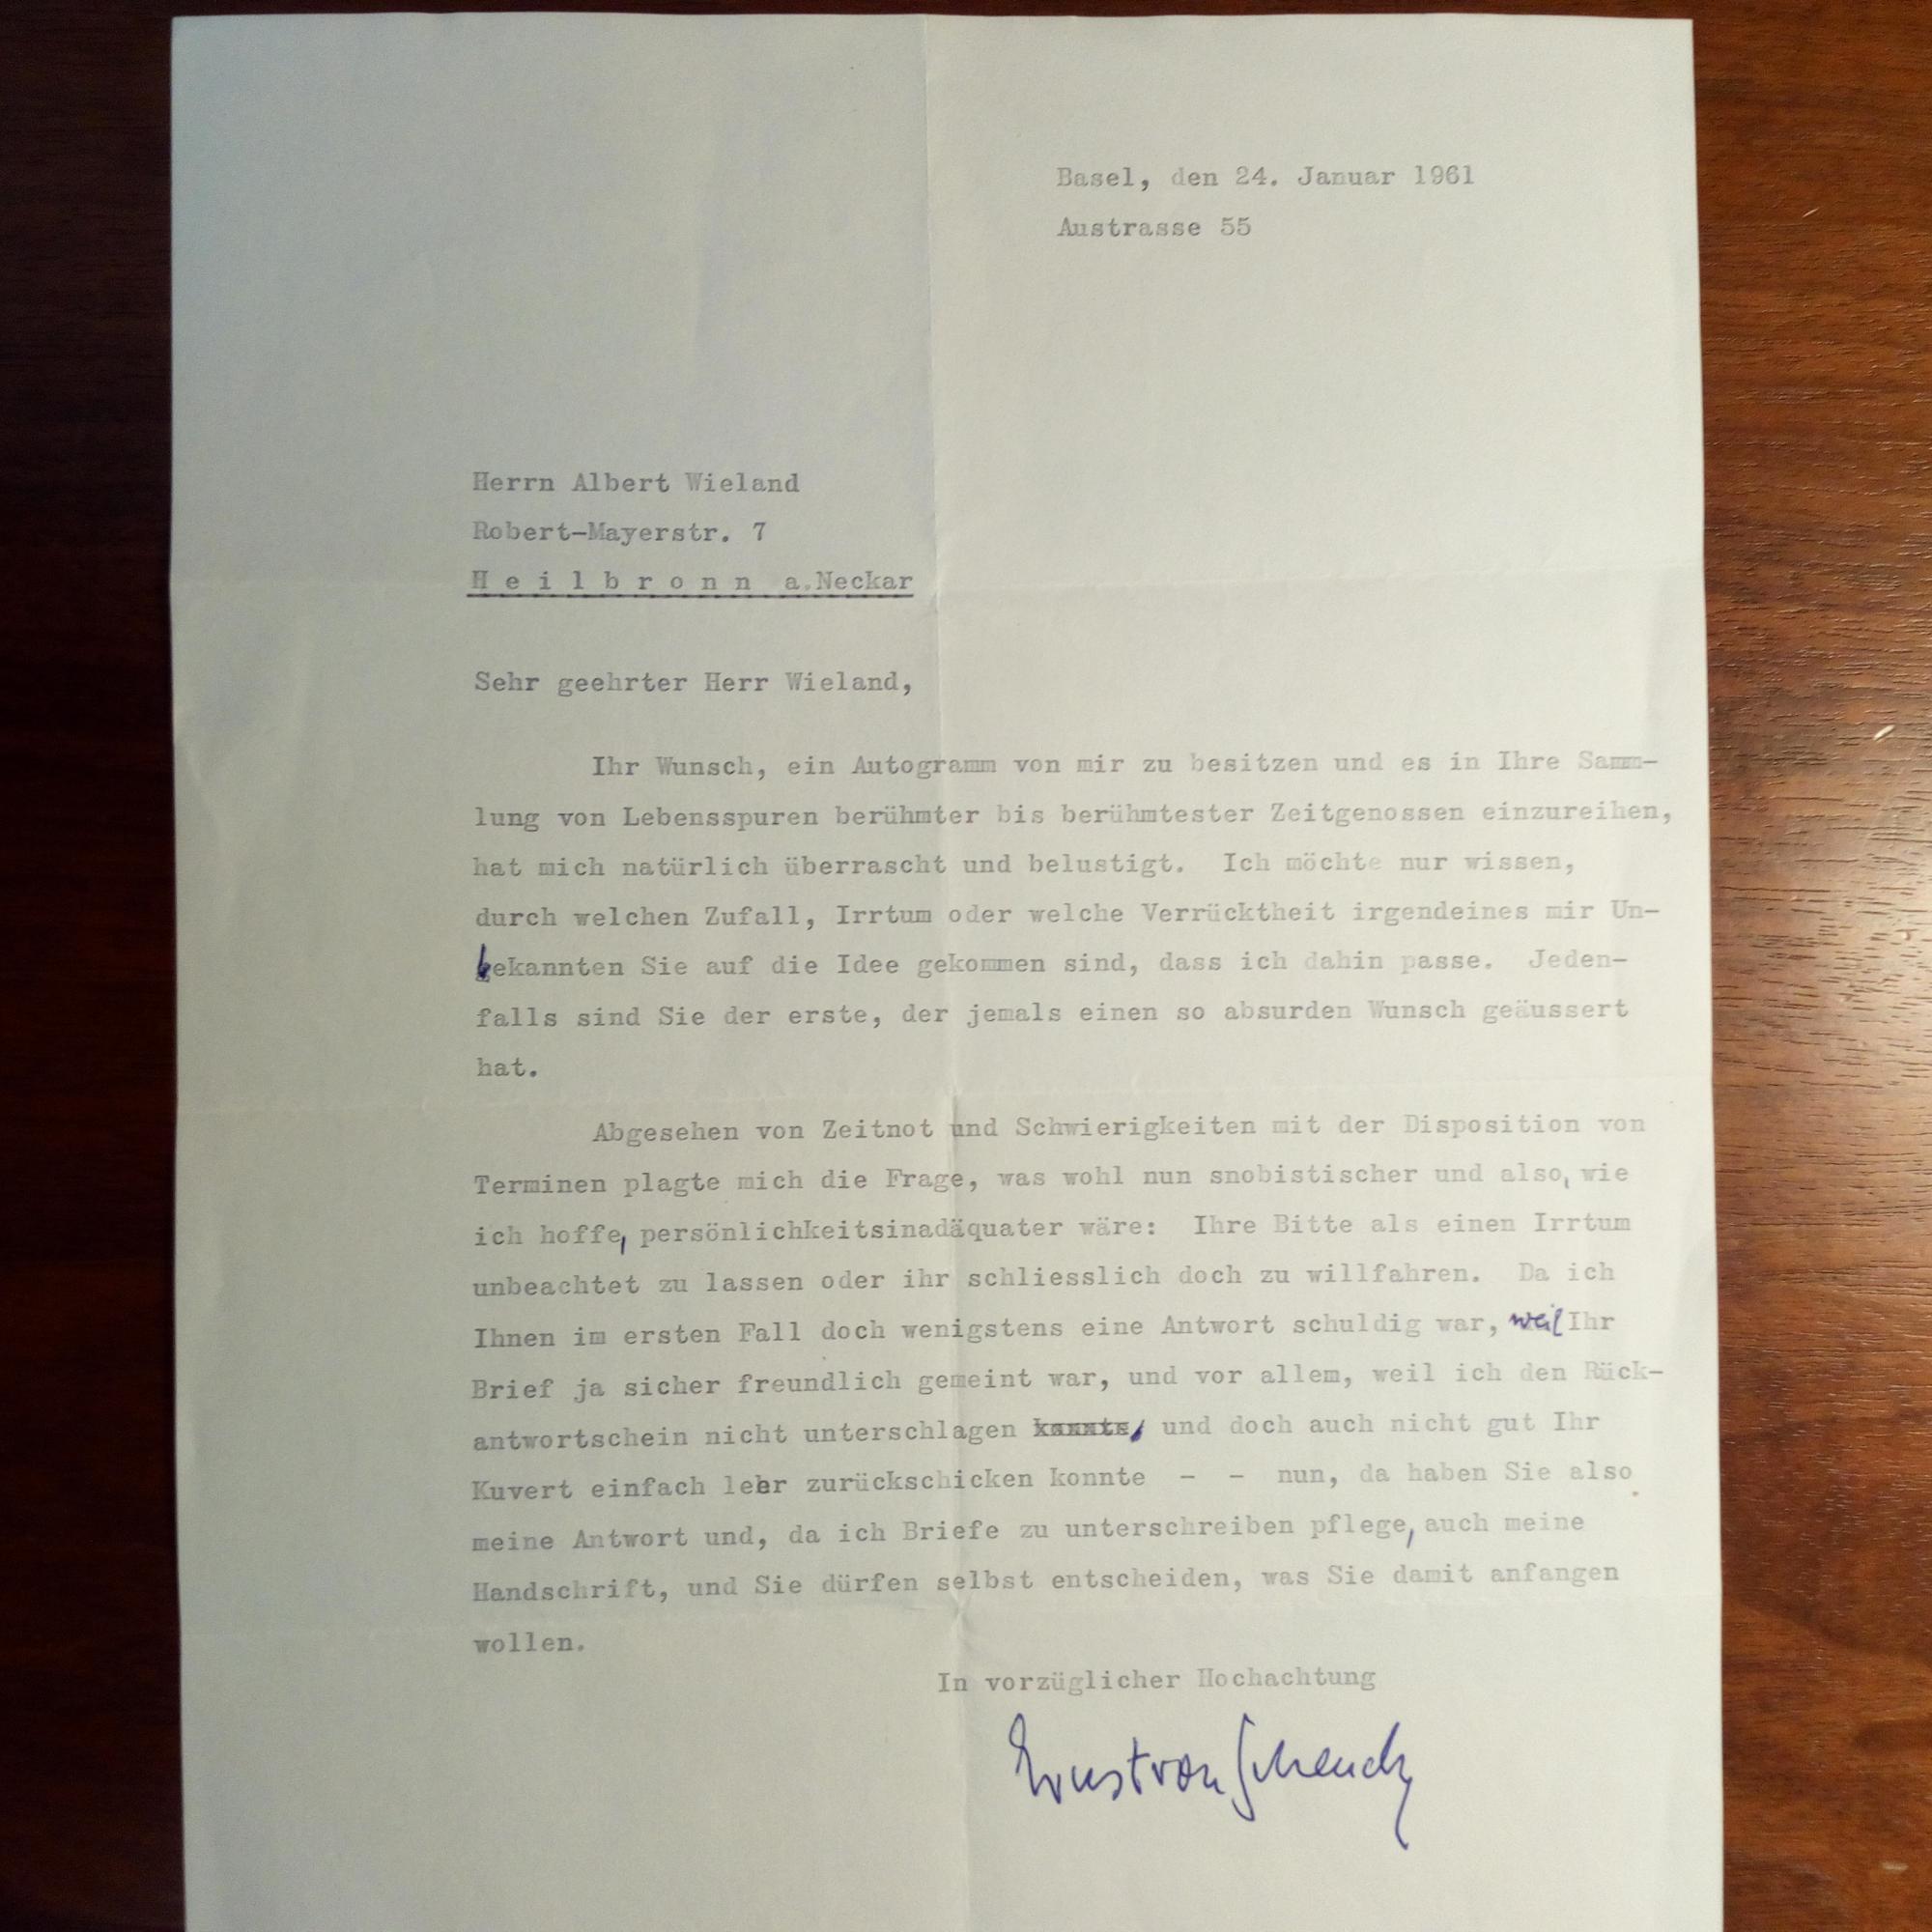 Basel, den 24. Januar 1961
Austrasse 55
Herrn Albert Wieland
Robert-Mayerstr. 7
H e i l b r o n n a.Neckar
Sehr geehrter Herr Wieland,
Ihr Wunsch, ein Autogramm von mir zu besitzen und es in Ihre Samm-
lung von Lebensspuren berühmter bis berühmtester Zeitgenossen einzureihen,
hat mich natürlich überrascht und belustigt. Ich möchte nur wissen,
durch welchen Zufall, Irrtum oder welche Verrücktheit irgendeines mir Un-
bekannten Sie auf die Idee gekommen sind, dass ich dahin passe. Jeden-
falls sind Sie der erste, der jemals einen so absurden Wunsch geäussert
hat.
Abgesehen von Zeitnot und Schwierigkeiten mit der Disposition von
Terminen plagte mich die Frage, was wohl nun snobistischer und also, wie
ich hoffe, persönlichkeitsinadäquater wäre: Ihre Bitte als einen Irrtum
unbeachtet zu lassen oder ihr schliesslich doch zu willfahren. Da ich
Ihnen im ersten Fall doch wenigstens eine Antwort schuldig war, weil Ihr
Brief ja sicher freundlich gemeint war, und vor allem, weil ich den Rück-
antwortschein nicht unterschlagen konnte, und doch auch nicht gut Ihr
Kuvert einfach leer zurückschicken konnte - - nun, da haben Sie also
meine Antwort und, da ich Briefe zu unterschreiben pflege, auch meine
Handschrift, und Sie dürfen selbst entscheiden, was Sie damit anfangen
wollen.
In vorzüglicher Hochachtung
Ernst von Schenck